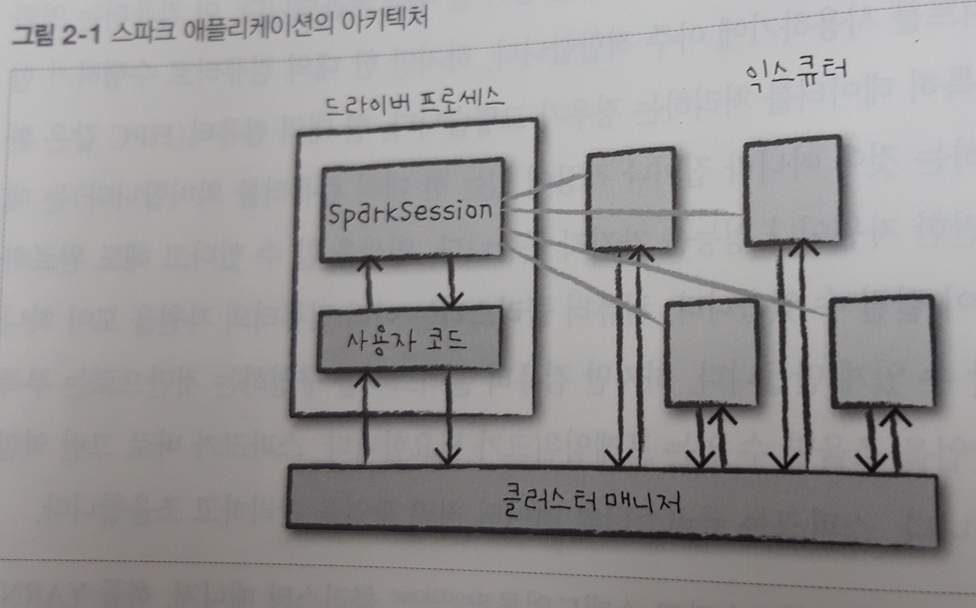 그림 2-1 스파크 애플리케이션의 아키텍처
드라이버 프로세스
익스큐터
SparkSession
사용자 코드
클러스터 매니저